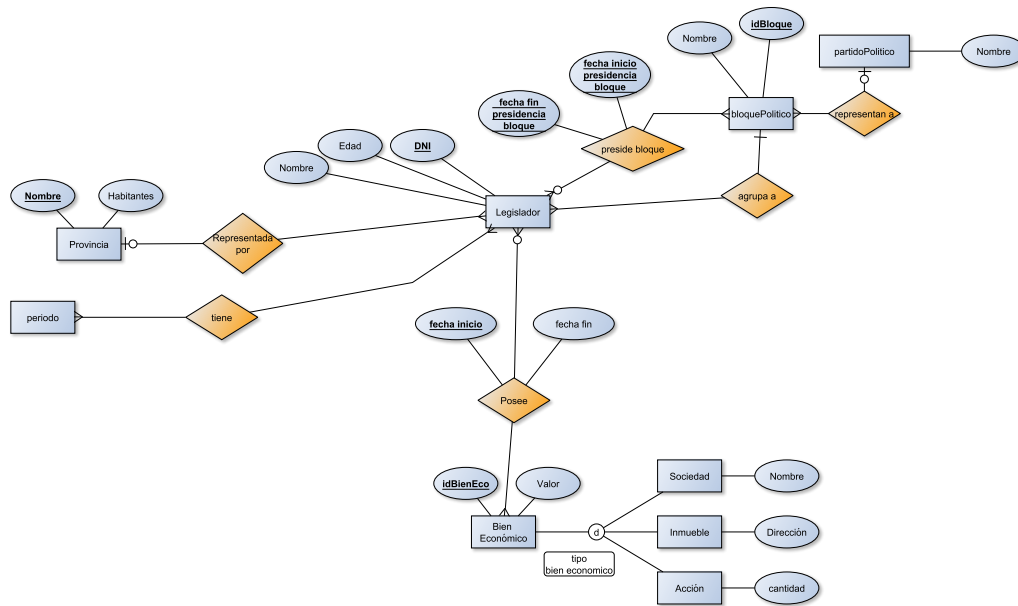 idBloque
Nombre
partidoPolitico
Nombre
fecha inicio
presidencia
bloque
fecha fin
presidencia
bloque
bloquePolitico
representan a
Edad
DNI
preside bloque
Nombre
agrupa a
Nombre
Habitantes
Legislador
Provincia
Representada
por
periodo
tiene
fecha inicio
fecha fin
Posee
idBienEco
Valor
Sociedad
Nombre
Bien
Económico
d
Inmueble
Dirección
tipo
bien economico
Acción
cantidad